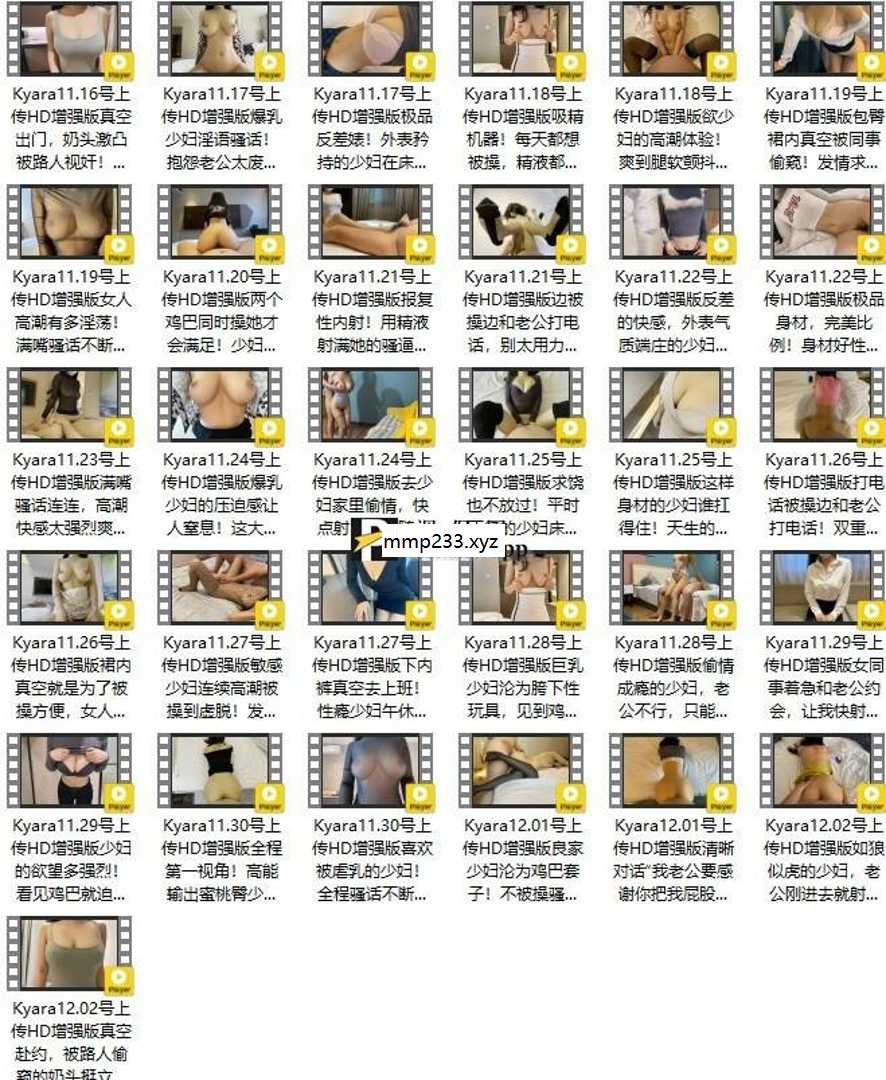 Kyara11.16号上
传HD增强版真空
出门，奶头激凸
被路人视奸！...
Kyara11.17号上
传HD增强版爆乳
少妇淫语骚话！
抱怨老公太废...
Kyara11.17号上
传HD增强版极品
反差婊！外表矜
持的少妇在床...
Kyara11.18号上
传HD增强版吸精
机器！每天都想
被操，精液都...
Kyara11.18号上
传HD增强版欲少
妇的高潮体验！
爽到腿软颤抖...
Kyara11.19号上
传HD增强版包臀
裙内真空被同事
偷窥！发情求...
Kyara11.19号上
传HD增强版女人
高潮有多淫荡！
满嘴骚话不断...
Kyara11.20号上
传HD增强版两个
鸡巴同时操她才
会满足！少妇...
Kyara11.21号上
传HD增强版报复
性内射！用精液
射满她的骚逼...
Kyara11.21号上
传HD增强版边被
操边和老公打电
话，别太用力...
Kyara11.22号上
传HD增强版反差
的快感，外表气
质端庄的少妇...
Kyara11.22号上
传HD增强版极品
身材，完美比
例！身材好性...
Kyara11.23号上
传HD增强版满嘴
骚话连连，高潮
快感太强烈爽...
Kyara11.24号上
传HD增强版爆乳
少妇的压迫感让
人窒息！这大...
Kyara11.24号上
传HD增强版去少
妇家里偷情，快
点射
Kyara11.25号上
传HD增强版求饶
也不放过！平时
的少妇床...
Kyara11.25号上
传HD增强版这样
身材的少妇谁扛
得住！天生的...
Kyara11.26号上
传HD增强版打电
话被操边和老公
打电话！双重...
mmp233.xyz
Kyara11.26号上
传HD增强版裙内
真空就是为了被
操方便，女人...
Kyara11.27号上
传HD增强版敏感
少妇连续高潮被
操到虚脱！发...
Kyara11.27号上
传HD增强版下内
裤真空去上班！
性瘾少妇午休...
Kyara11.28号上
传HD增强版巨乳
少妇沦为胯下性
玩具，见到鸡...
Kyara11.28号上
传HD增强版偷情
成瘾的少妇，老
公不行，只能...
Kyara11.29号上
传HD增强版女同
事着急和老公约
会，让我快射...
Kyara11.29号上
传HD增强版少妇
的欲望多强烈！
看见鸡巴就迫...
Kyara11.30号上
传HD增强版全程
第一视角！高能
输出蜜桃臀少...
Kyara11.30号上
传HD增强版喜欢
被虐乳的少妇！
全程骚话不断...
Kyara12.01号上
传HD增强版良家
少妇沦为鸡巴套
子！不被操骚...
Kyara12.01号上
传HD增强版清晰
对话“我老公要感
谢你把我屁股...
Kyara12.02号上
传HD增强版如狼
似虎的少妇，老
公刚进去就射...
Kyara12.02号上
传HD增强版真空
赴约，被路人偷
窥的奶头挺立